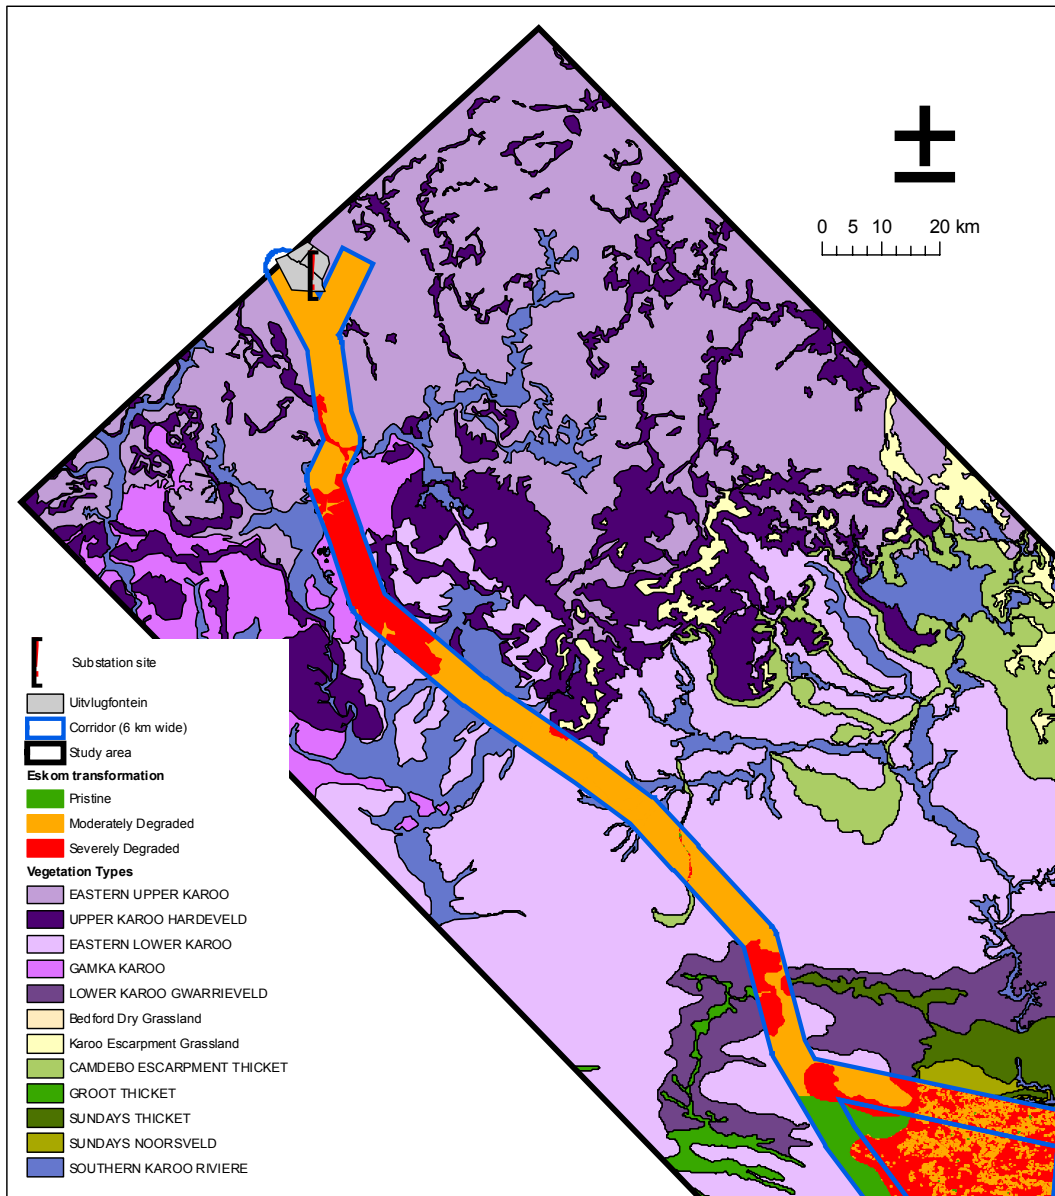 0 5 10 20 km
Substation site
Uitvlugfontein
Corridor (6 km wide)
Study area
Eskom transformation
Pristine
Moderately Degraded
Severely Degraded
Vegetation Types
EASTERN UPPER KAROO
UPPER KAROO HARDEVELD
EASTERN LOWER KAROO
GAMKA KAROO
LOWER KAROO GWARRIEVELD
Bedford Dry Grassland
Karoo Escarpment Grassland
CAMDEBO ESCARPMENT THICKET
GROOT THICKET
SUNDAYS THICKET
SUNDAYS NOORSVELD
SOUTHERN KAROO RIVIERE